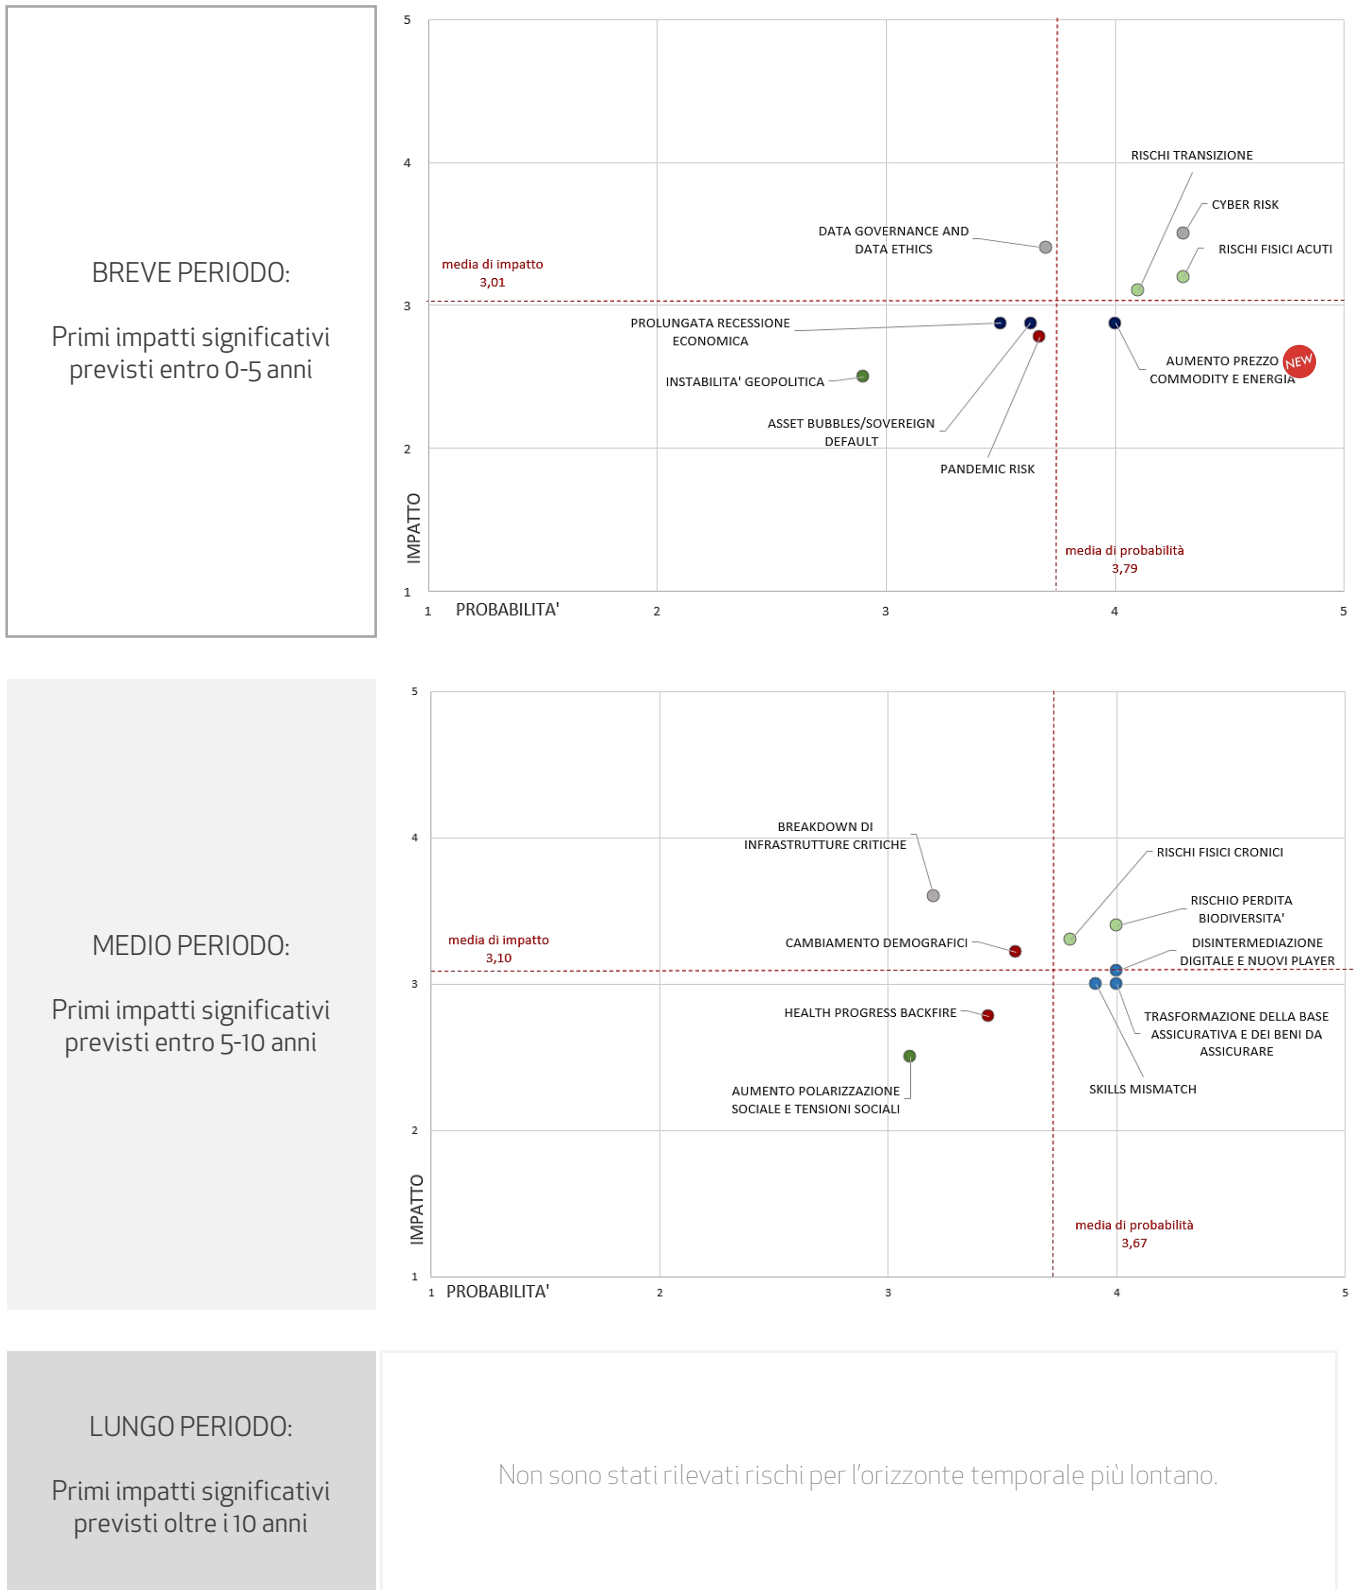 BREVE PERIODO:
Primi impatti significativi
previsti entro 0-5 anni
5
4
3
2
1
IMPATTO
1
PROBABILITA'
2
3
4
5
media di impatto
3,01
media di probabilità
3,79
RISCHI TRANSIZIONE
CYBER RISK
RISCHI FISICI ACUTI
DATA GOVERNANCE AND
DATA ETHICS
PROLUNGATA RECESSIONE
ECONOMICA
INSTABILITA' GEOPOLITICA
ASSET BUBBLES/SOVEREIGN
DEFAULT
PANDEMIC RISK
AUMENTO PREZZO
COMMODITY E ENERGIA
NEW
MEDIO PERIODO:
Primi impatti significativi
previsti entro 5-10 anni
5
4
3
2
1
IMPATTO
1
PROBABILITA'
2
3
4
5
media di impatto
3,10
media di probabilità
3,67
BREAKDOWN DI
INFRASTRUTTURE CRITICHE
RISCHI FISICI CRONICI
RISCHIO PERDITA
BIODIVERSITA'
CAMBIAMENTO DEMOGRAFICI
DISINTERMEDIAZIONE
DIGITALE E NUOVI PLAYER
HEALTH PROGRESS BACKFIRE
TRASFORMAZIONE DELLA BASE
ASSICURATIVA E DEI BENI DA
ASSICURARE
SKILLS MISMATCH
AUMENTO POLARIZZAZIONE
SOCIALE E TENSIONI SOCIALI
LUNGO PERIODO:
Primi impatti significativi
previsti oltre i 10 anni
Non sono stati rilevati rischi per l'orizzonte temporale più lontano.